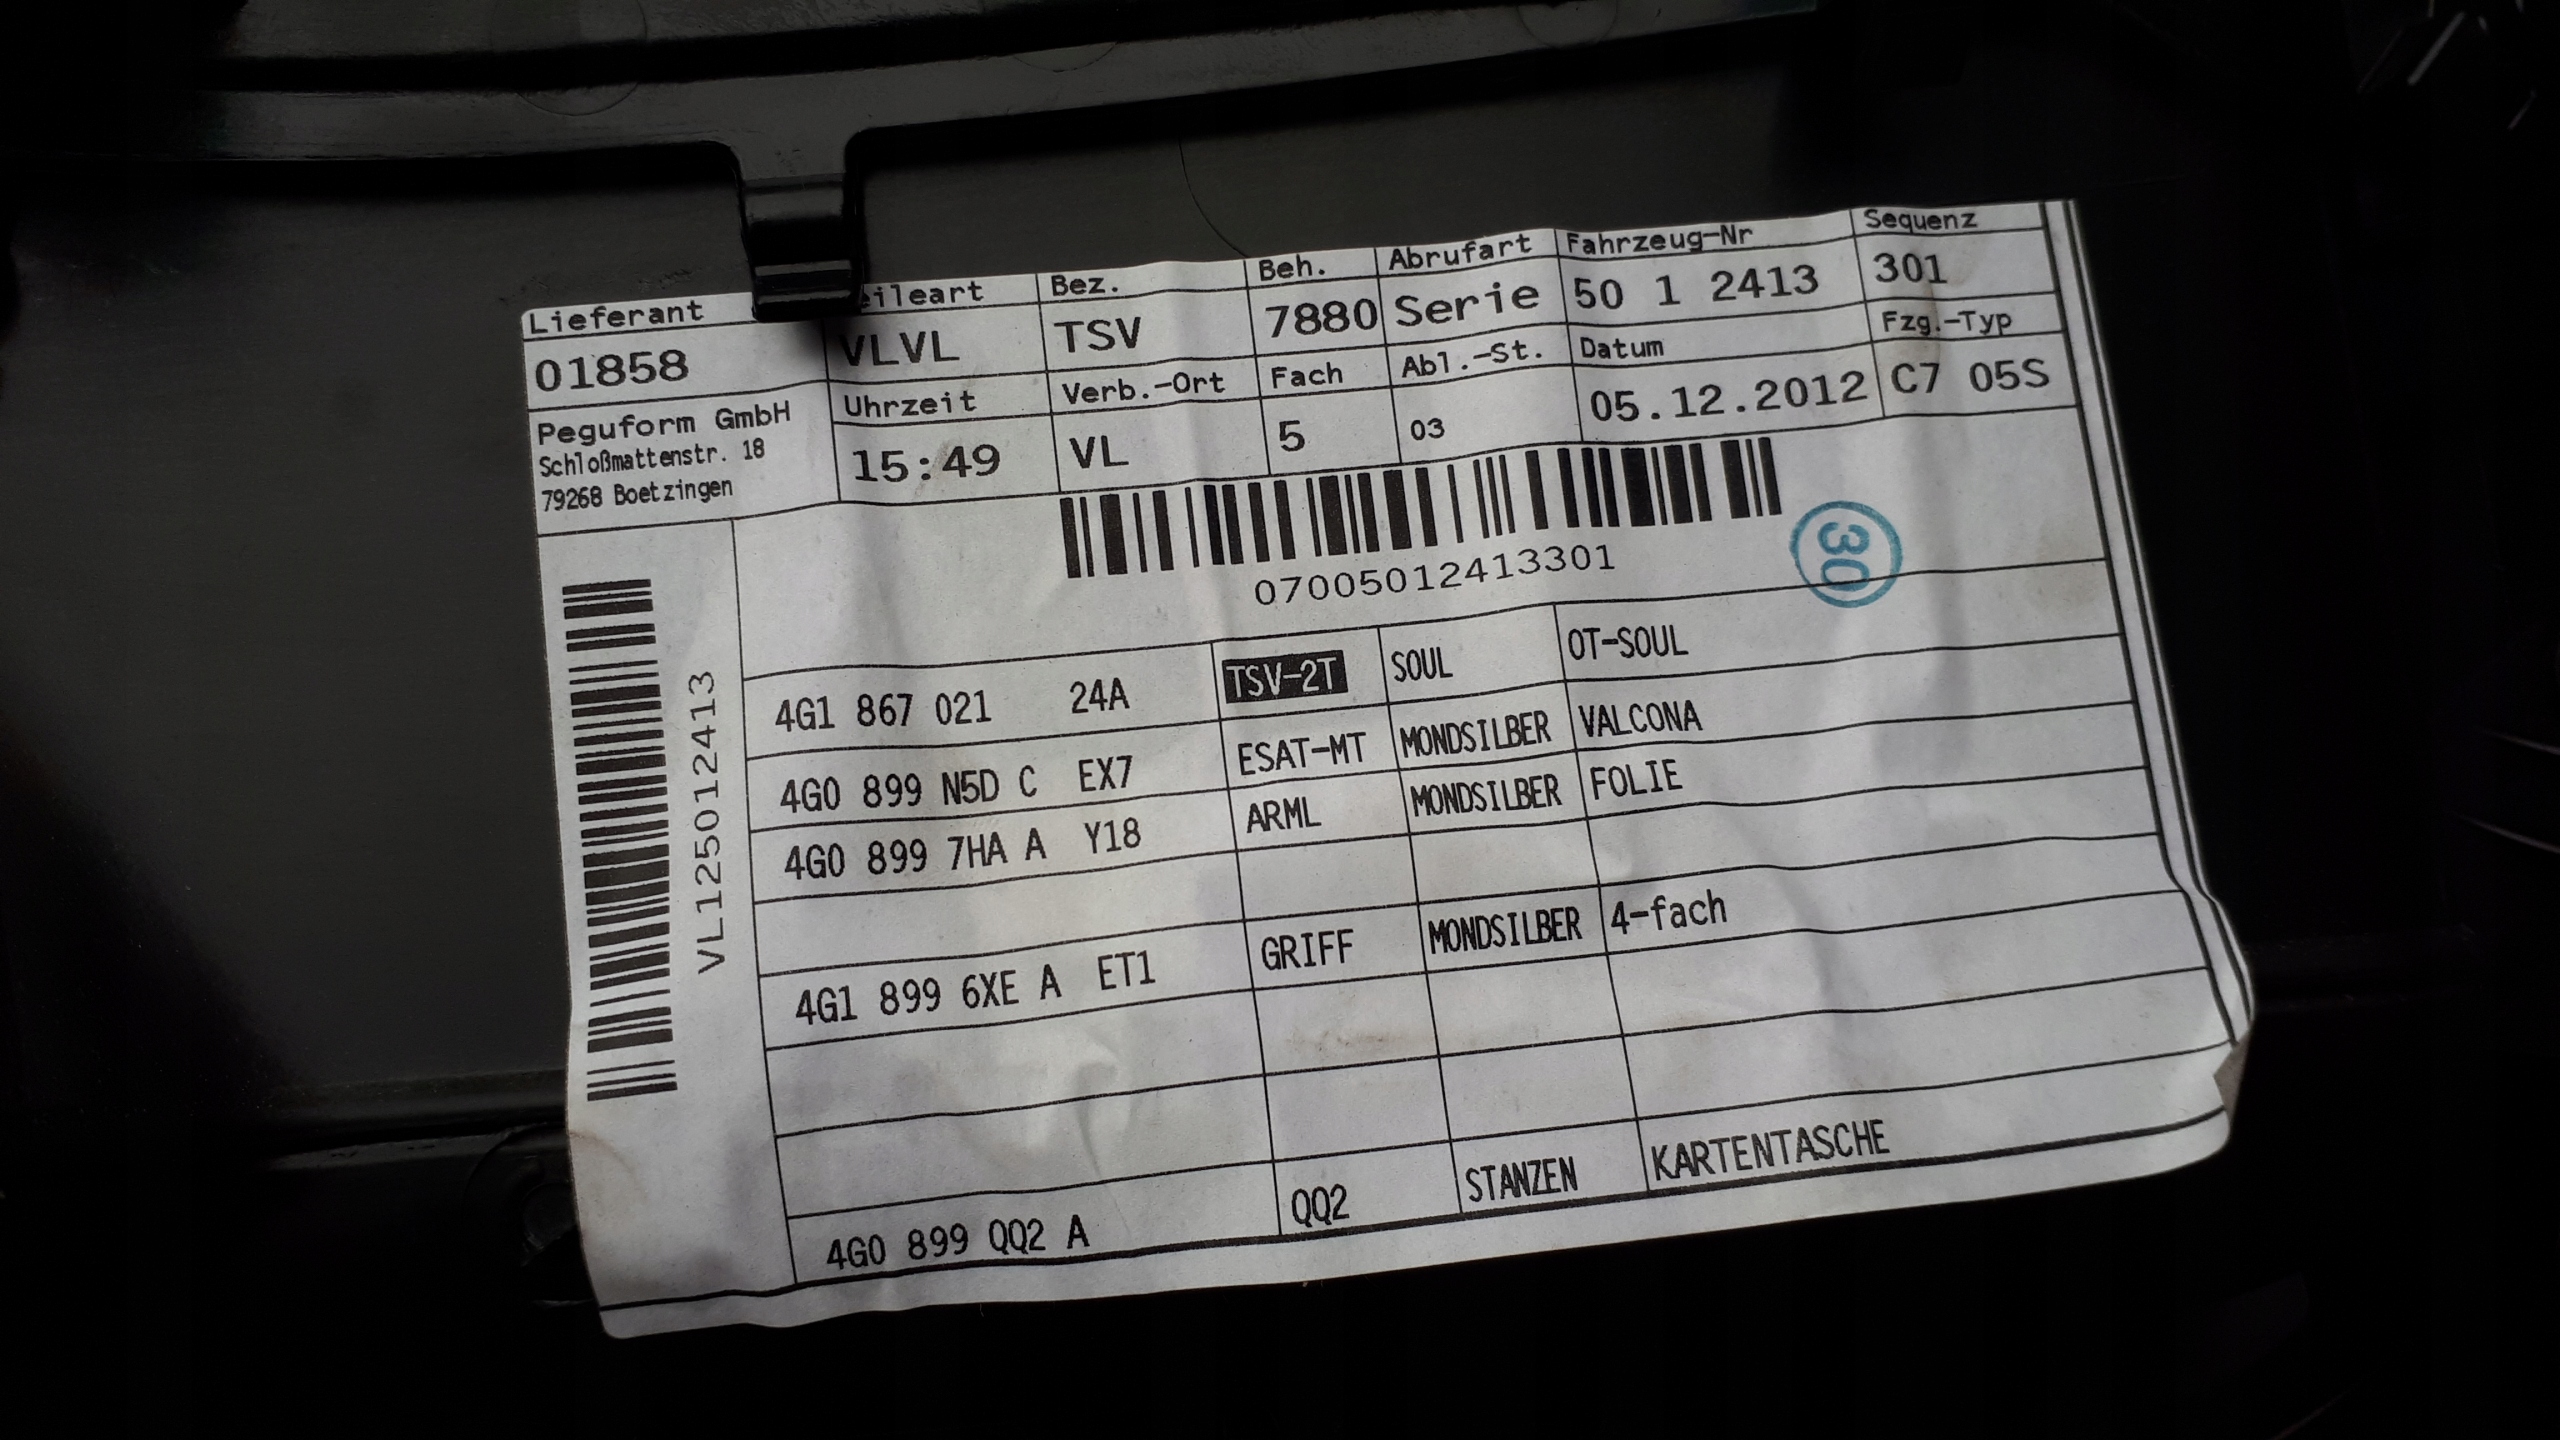 Lieferant eileart Bez. Beh. Abrufart Fahrzeug-Nr Sequenz
01858 VLVL TSV 7880 Serie 50 1 2413 301
Peguform GmbH Uhrzeit Verb.-Ort Fach Abl.-St. Datum Fzg.-Typ
Schloßmattenstr. 18
79268 Boetzingen 15:49 VL 5 03 05.12.2012 C7 05S
07005012413301
30
VL125012413
4G1 867 021 24A TSV-2T SOUL OT-SOUL
4G0 899 N5D C EX7 ESAT-MT MONDSILBER VALCONA
4G0 899 7HA A Y18 ARML MONDSILBER FOLIE
4G1 899 6XE A ET1 GRIFF MONDSILBER 4-fach
4G0 899 QQ2 A QQ2 STANZEN KARTENTASCHE